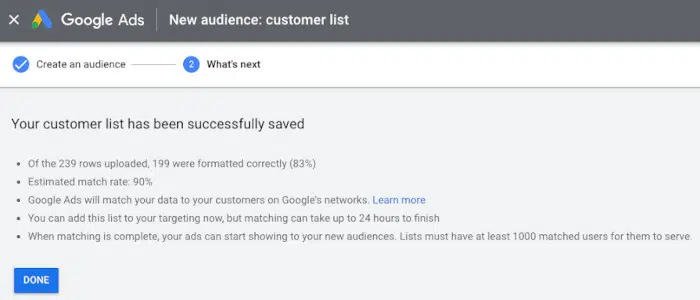 Google Ads New audience: customer list
Create an audience 2 What's next
Your customer list has been successfully saved
Of the 239 rows uploaded, 199 were formatted correctly (83%)
Estimated match rate: 90%
Google Ads will match your data to your customers on Google's networks. Learn more
You can add this list to your targeting now, but matching can take up to 24 hours to finish
When matching is complete, your ads can start showing to your new audiences. Lists must have at least 1000 matched users for them to serve.
DONE